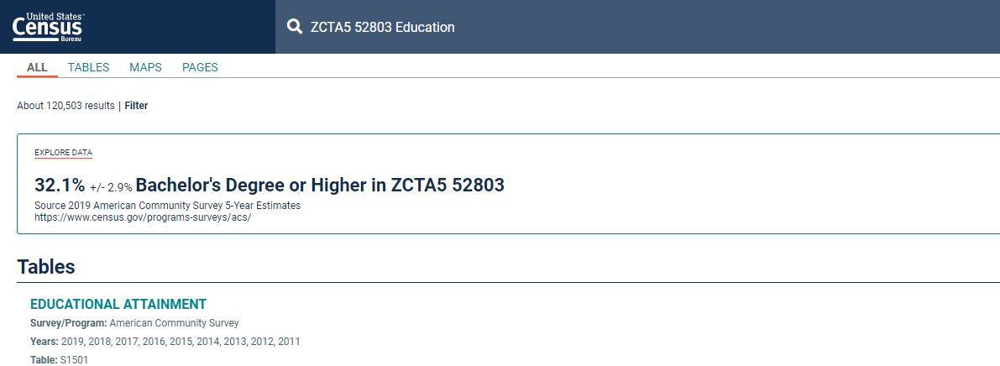 United States™
Census
Bureau
ZCTA5 52803 Education
ALL TABLES MAPS PAGES
About 120,503 results | Filter
EXPLORE DATA
32.1% +/- 2.9% Bachelor's Degree or Higher in ZCTA5 52803
Source 2019 American Community Survey 5-Year Estimates
https://www.census.gov/programs-surveys/acs/
Tables
EDUCATIONAL ATTAINMENT
Survey/Program: American Community Survey
Years: 2019, 2018, 2017, 2016, 2015, 2014, 2013, 2012, 2011
Table: S1501